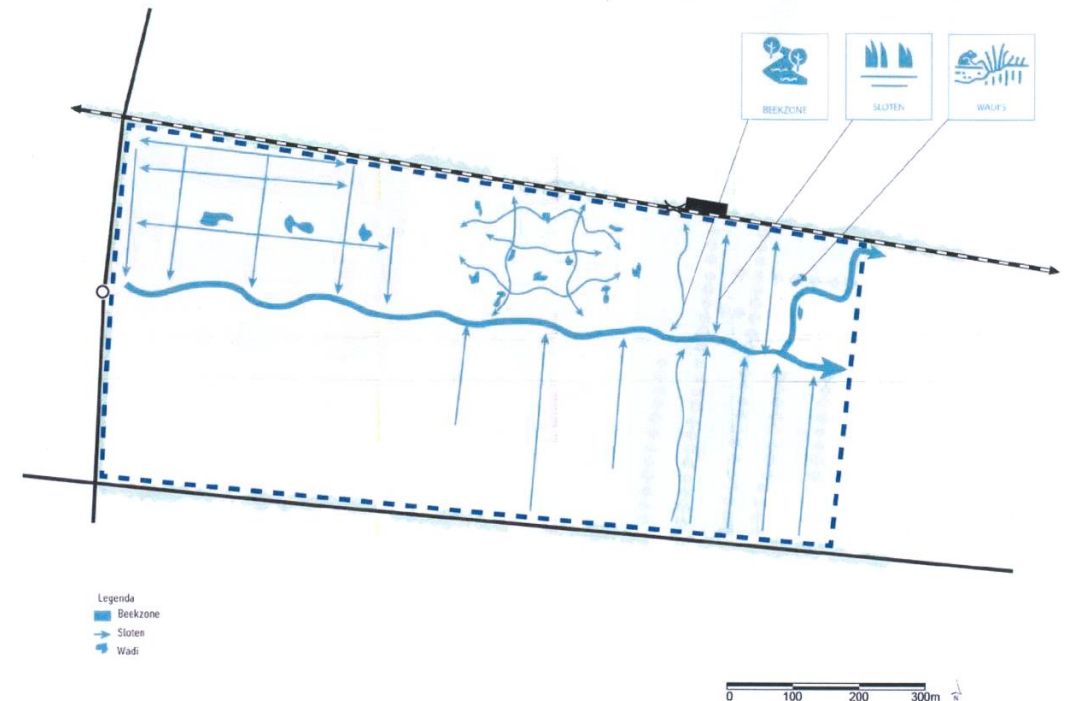 BEEKZONE
SLOTEN
WADI'S
Legenda
Beekzone
Sloten
Wadi
0 100 200 300m
N